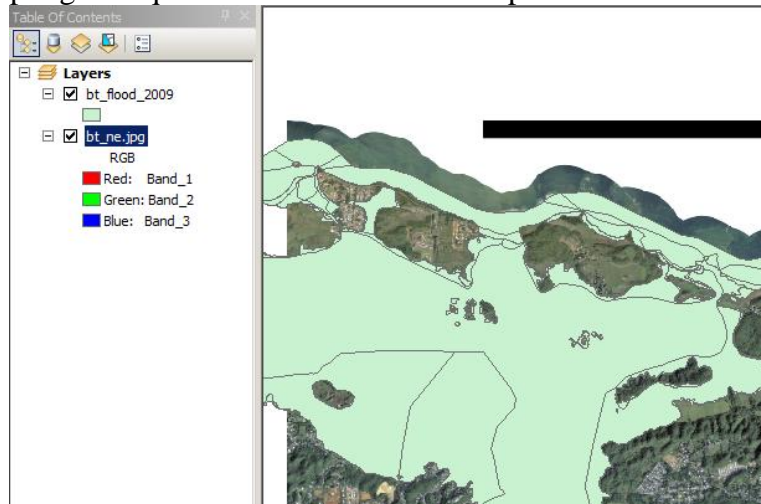 Table Of Contents
Layers
bt_flood_2009
bt_ne.jpg
RGB
Red: Band_1
Green: Band_2
Blue: Band_3